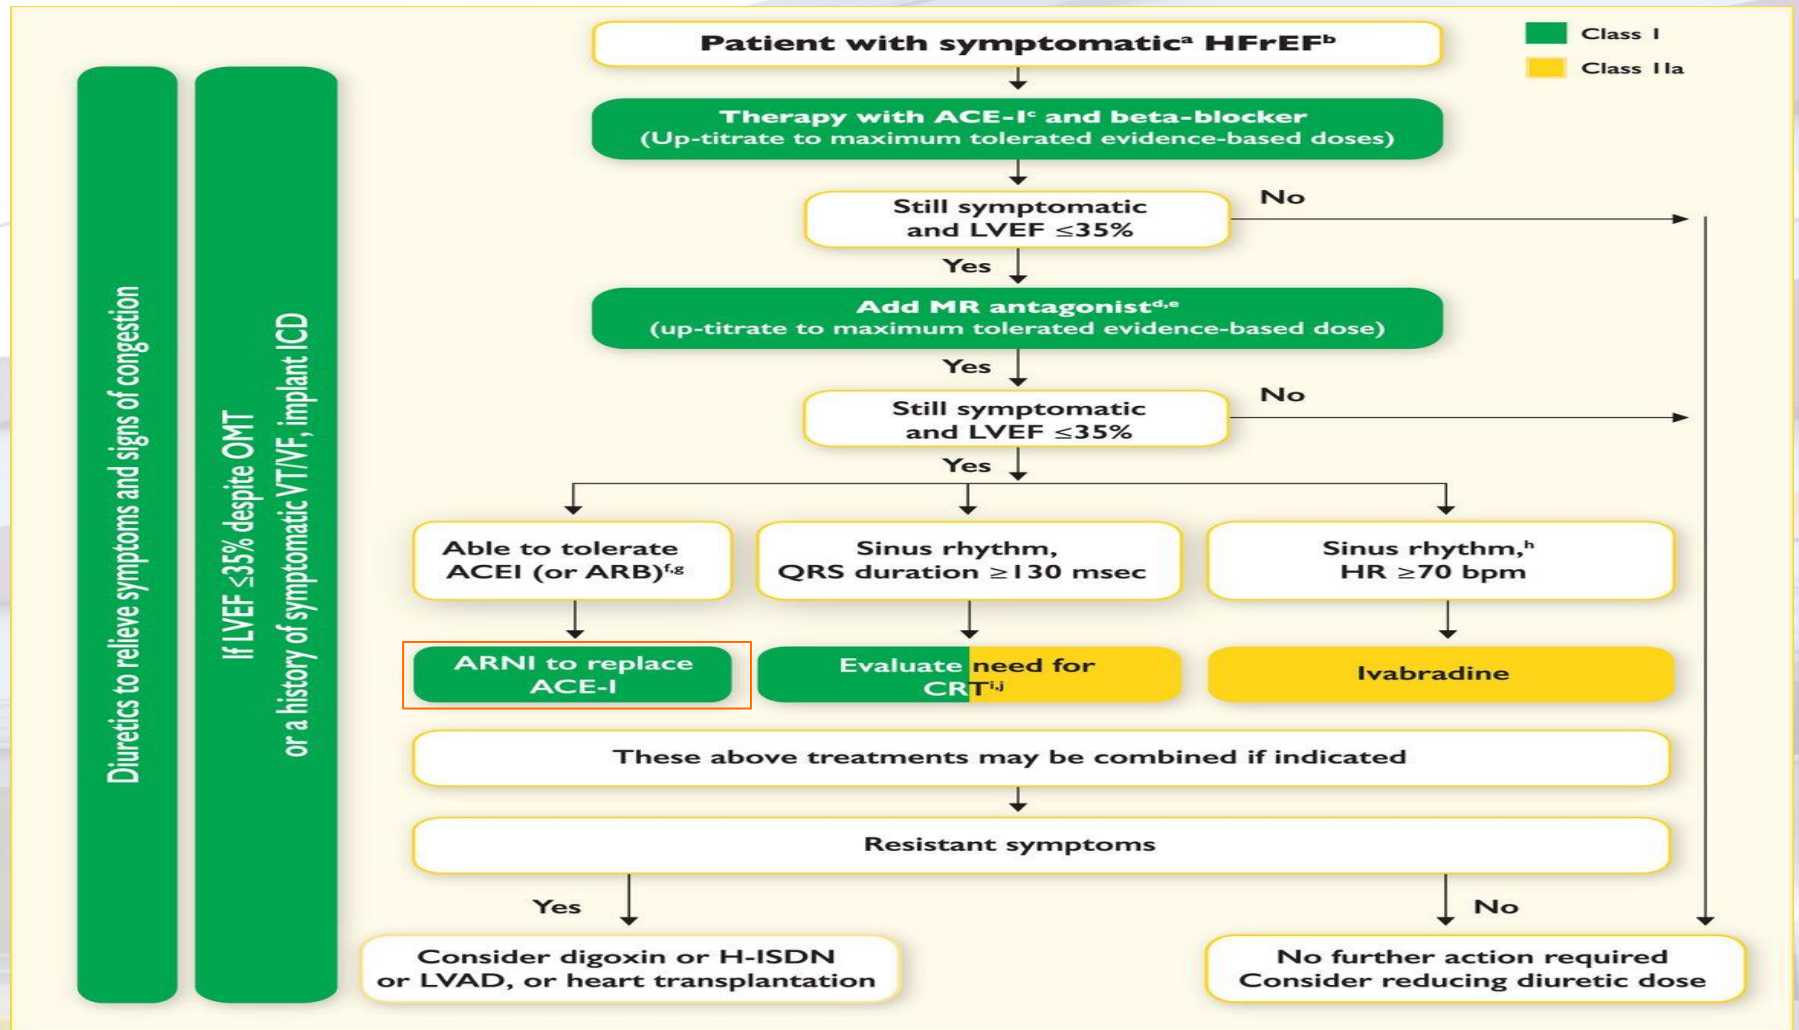 Patient with symptomaticᵃ HFrEFᵇ
Class I
Class IIa
Diuretics to relieve symptoms and signs of congestion
If LVEF ≤35% despite OMT
or a history of symptomatic VT/VF, implant ICD
Therapy with ACE-Iᶜ and beta-blocker
(Up-titrate to maximum tolerated evidence-based doses)
Still symptomatic
and LVEF ≤35%
No
Yes
Add MR antagonistᵈ,ᵉ
(up-titrate to maximum tolerated evidence-based dose)
Yes
Still symptomatic
and LVEF ≤35%
No
Yes
Able to tolerate
ACEI (or ARB)ᶠ,ᵍ
Sinus rhythm,
QRS duration ≥130 msec
Sinus rhythm,ʰ
HR ≥70 bpm
ARNI to replace
ACE-I
Evaluate need for
CRTⁱ,ʲ
Ivabradine
These above treatments may be combined if indicated
Resistant symptoms
Yes
No
Consider digoxin or H-ISDN
or LVAD, or heart transplantation
No further action required
Consider reducing diuretic dose